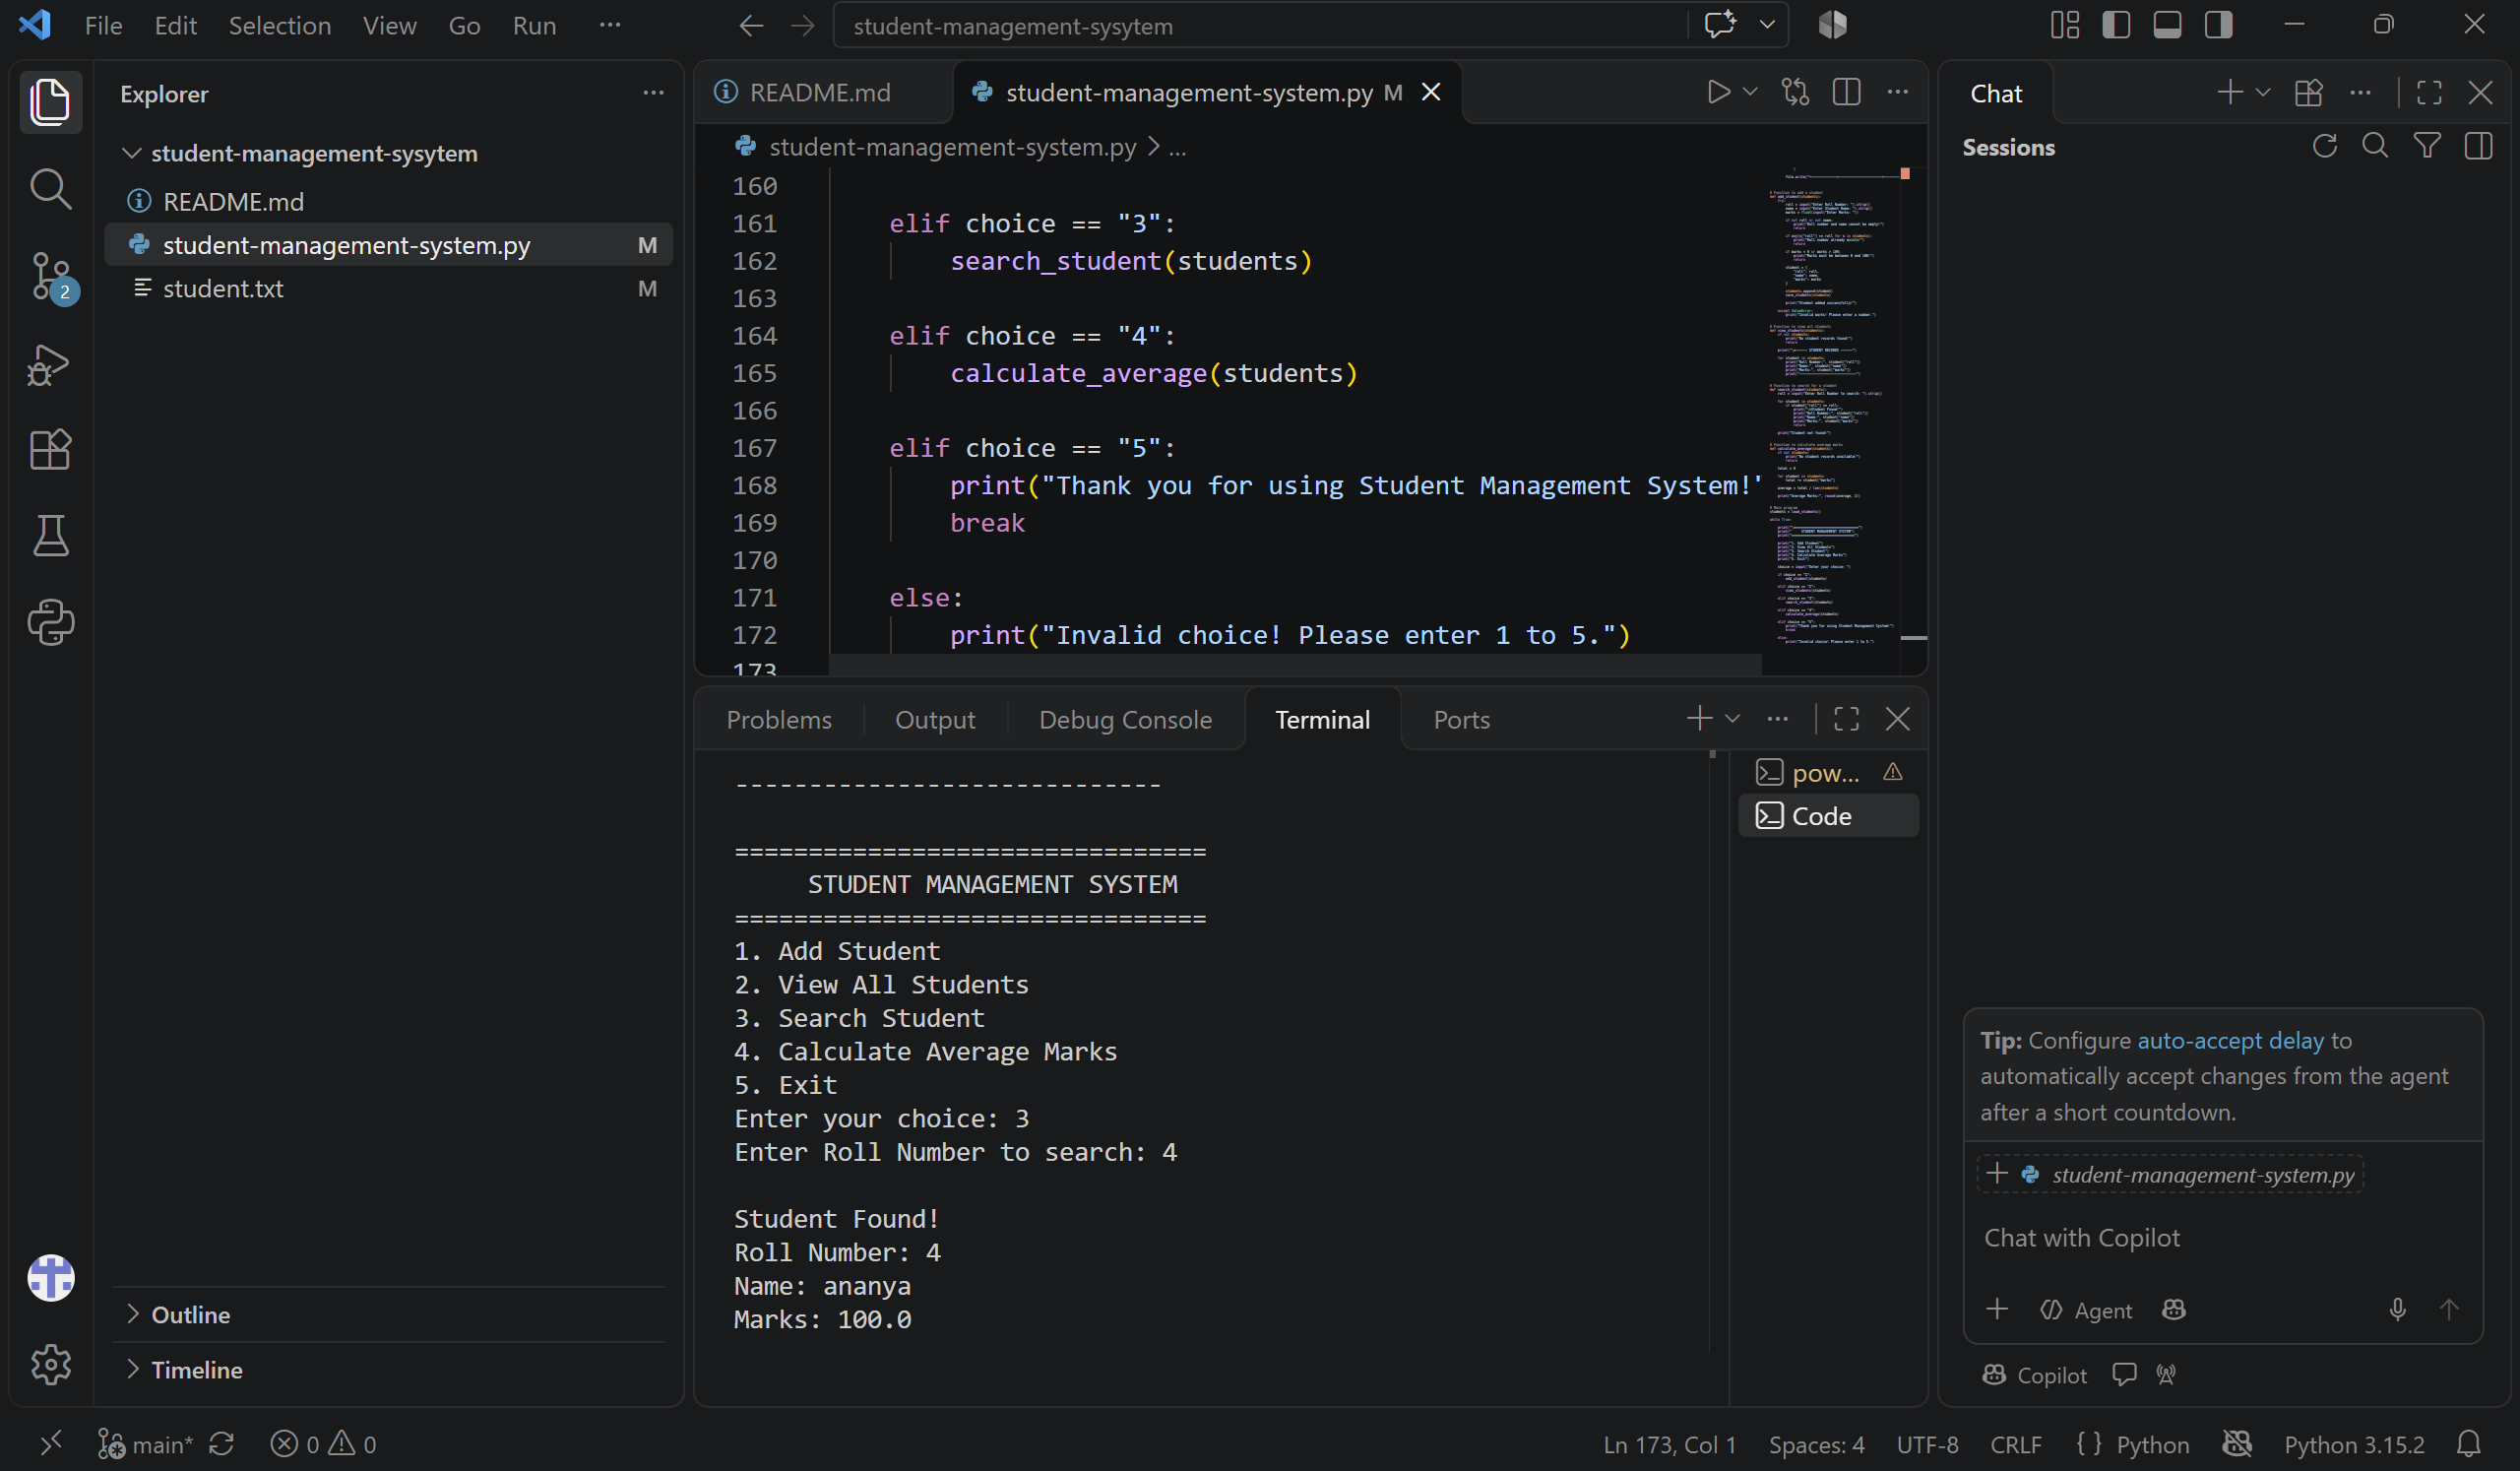 File Edit Selection View Go Run
student-management-sysytem
Explorer
student-management-sysytem
README.md
student-management-system.py M
student.txt M
2
Outline
Timeline
README.md
student-management-system.py M
student-management-system.py > ...
160
161 elif choice == "3":
162 search_student(students)
163
164 elif choice == "4":
165 calculate_average(students)
166
167 elif choice == "5":
168 print("Thank you for using Student Management System!"
169 break
170
171 else:
172 print("Invalid choice! Please enter 1 to 5.")
173
Problems Output Debug Console Terminal Ports
pow...
Code
------------------------------
================================
STUDENT MANAGEMENT SYSTEM
================================
1. Add Student
2. View All Students
3. Search Student
4. Calculate Average Marks
5. Exit
Enter your choice: 3
Enter Roll Number to search: 4
Student Found!
Roll Number: 4
Name: ananya
Marks: 100.0
Chat
Sessions
Tip: Configure auto-accept delay to
automatically accept changes from the agent
after a short countdown.
student-management-system.py
Chat with Copilot
Agent
Copilot
main* 0 0
Ln 173, Col 1 Spaces: 4 UTF-8 CRLF { } Python Python 3.15.2